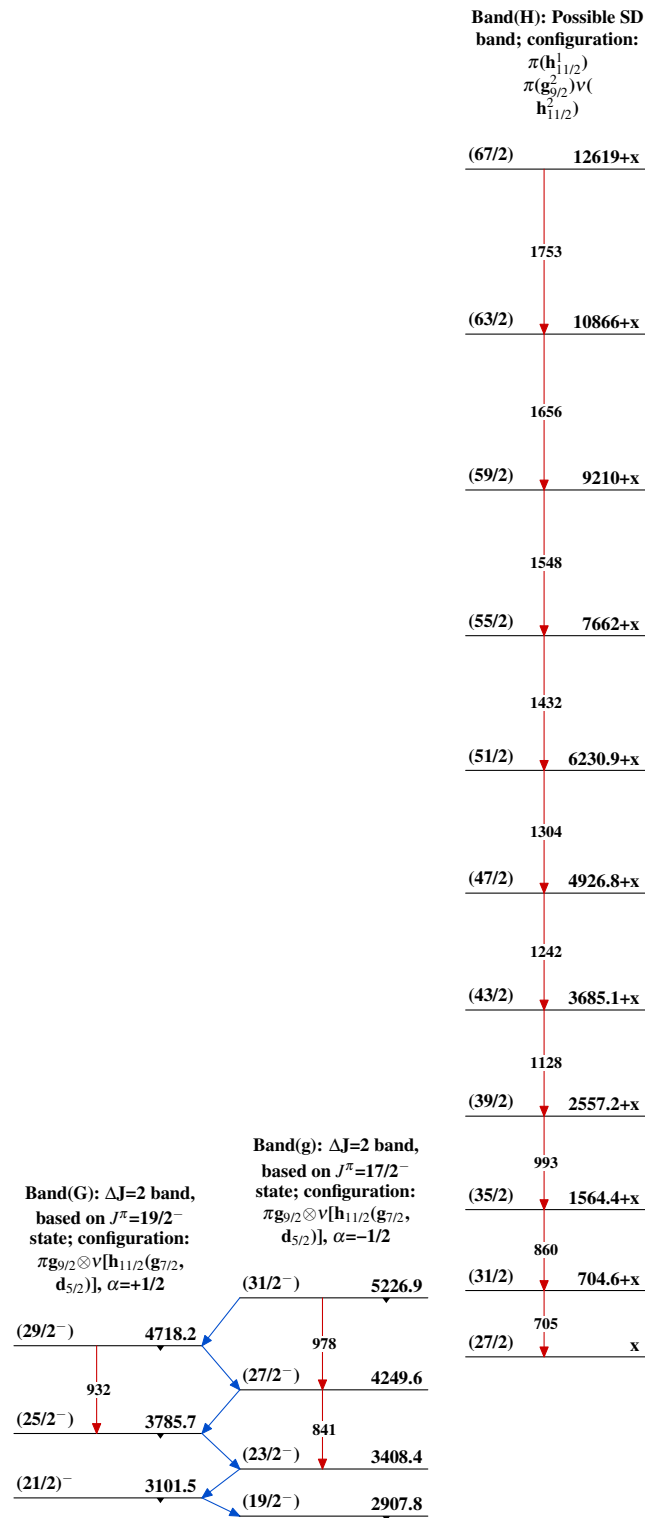 Band(H): Possible SD
band; configuration:
π(h¹₁₁/₂)
π(g²₉/₂)ν(
h²₁₁/₂)
(67/2) 12619+x
1753
(63/2) 10866+x
1656
(59/2) 9210+x
1548
(55/2) 7662+x
1432
(51/2) 6230.9+x
1304
(47/2) 4926.8+x
1242
(43/2) 3685.1+x
1128
(39/2) 2557.2+x
993
(35/2) 1564.4+x
860
(31/2) 704.6+x
705
(27/2) x
Band(g): ΔJ=2 band,
based on Jπ=17/2⁻
state; configuration:
πg₉/₂⊗ν[h₁₁/₂(g₇/₂,
d₅/₂)], α=−1/2
(31/2⁻) 5226.9
978
(27/2⁻) 4249.6
841
(23/2⁻) 3408.4
(19/2⁻) 2907.8
Band(G): ΔJ=2 band,
based on Jπ=19/2⁻
state; configuration:
πg₉/₂⊗ν[h₁₁/₂(g₇/₂,
d₅/₂)], α=+1/2
(29/2⁻) 4718.2
932
(25/2⁻) 3785.7
(21/2)⁻ 3101.5